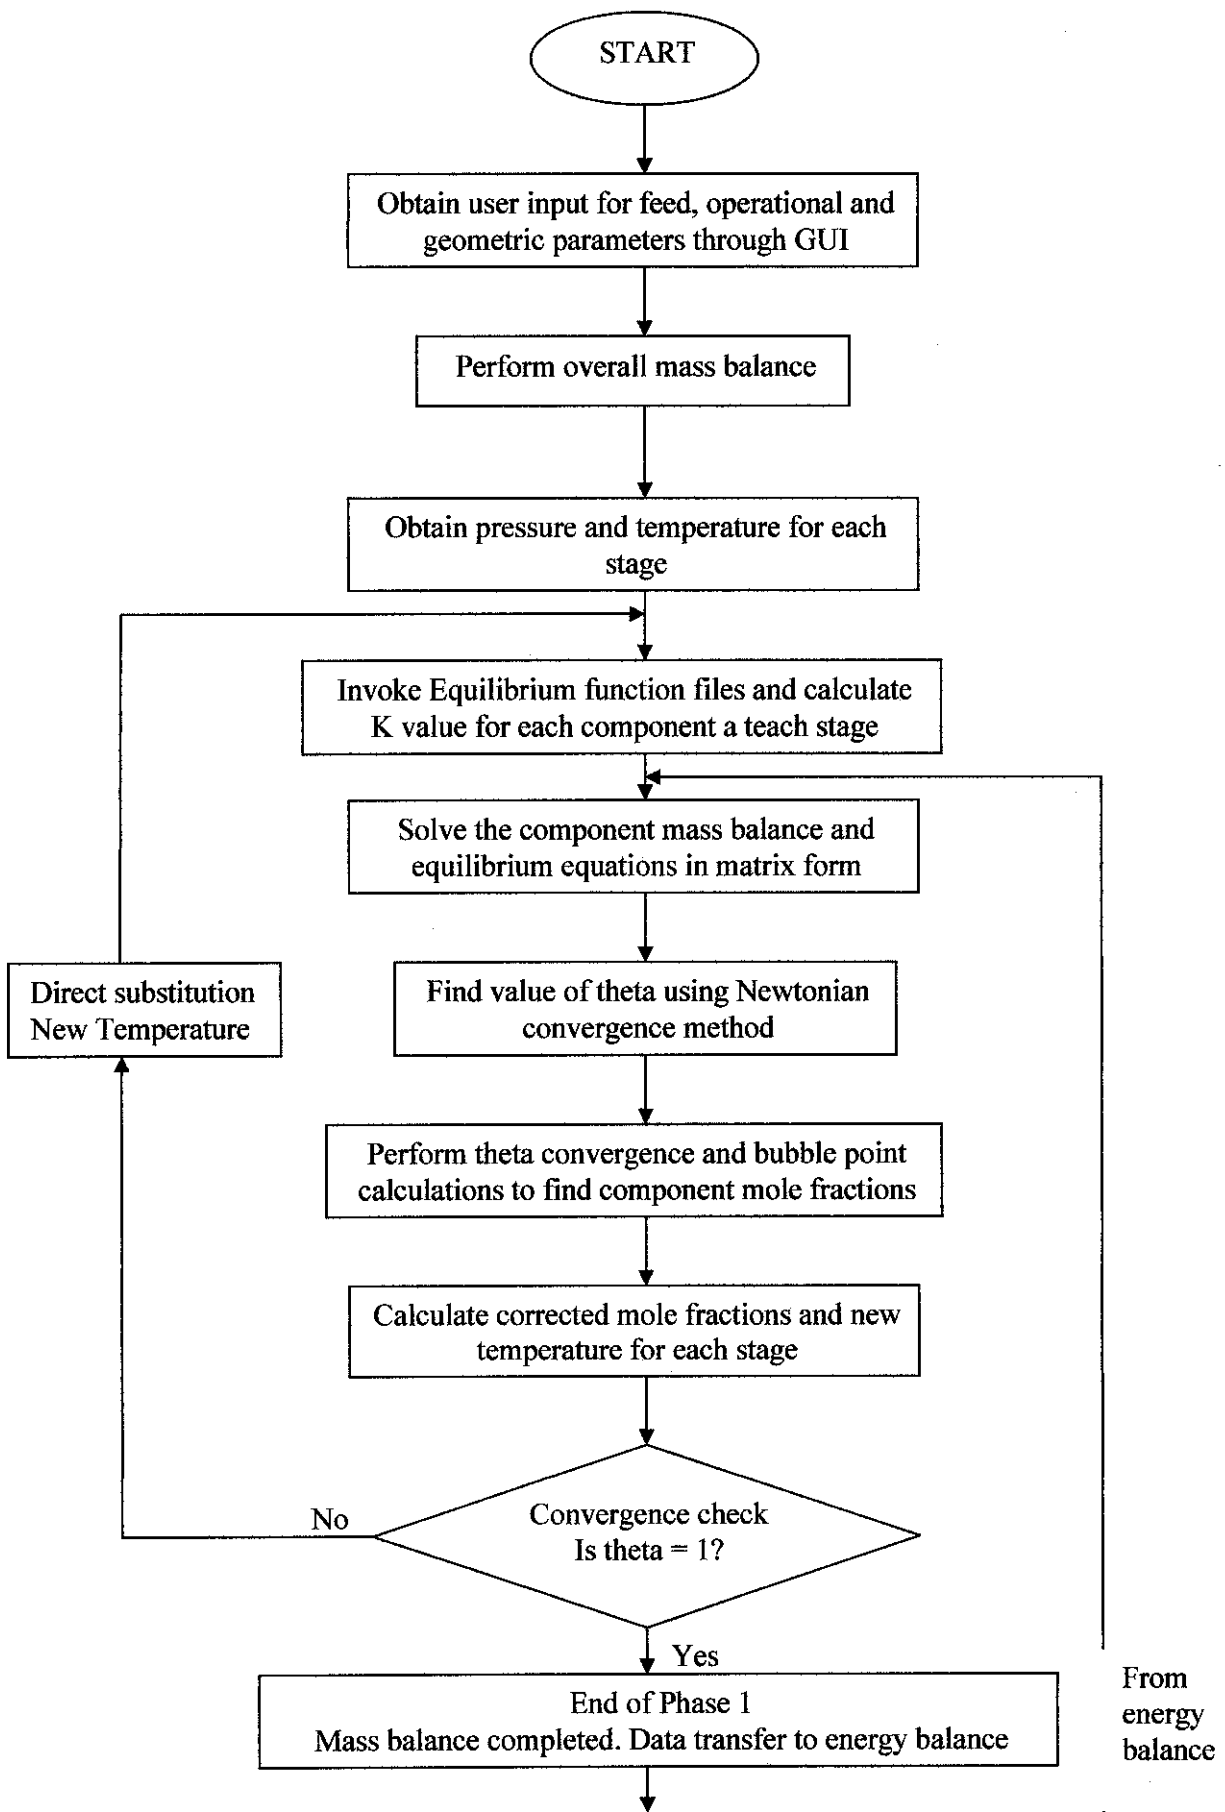 START
Obtain user input for feed, operational and
geometric parameters through GUI
Perform overall mass balance
Obtain pressure and temperature for each
stage
Invoke Equilibrium function files and calculate
K value for each component a teach stage
Solve the component mass balance and
equilibrium equations in matrix form
Direct substitution
New Temperature
Find value of theta using Newtonian
convergence method
Perform theta convergence and bubble point
calculations to find component mole fractions
Calculate corrected mole fractions and new
temperature for each stage
No
Convergence check
Is theta = 1?
Yes
End of Phase 1
Mass balance completed. Data transfer to energy balance
From
energy
balance